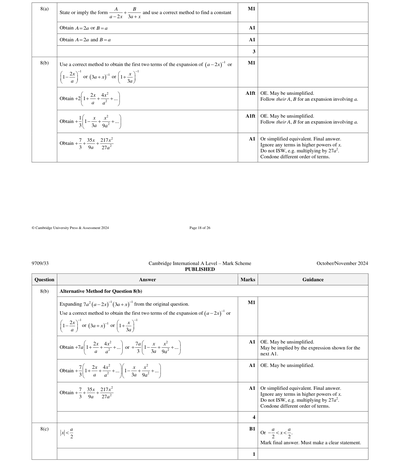 8(a)
State or imply the form A/(a − 2x) + B/(3a + x) and use a correct method to find a constant
M1
Obtain A = 2a or B = a
A1
Obtain A = 2a and B = a
A1
3
8(b)
Use a correct method to obtain the first two terms of the expansion of (a − 2x)⁻¹ or
(1 − 2x/a)⁻¹ or (3a + x)⁻¹ or (1 + x/3a)⁻¹
M1
Obtain +2(1 + 2x/a + 4x²/a² + ...)
A1ft
OE. May be unsimplified.
Follow their A, B for an expansion involving a.
Obtain + 1/3(1 − x/3a + x²/9a² + ...)
A1ft
OE. May be unsimplified.
Follow their A, B for an expansion involving a.
Obtain + 7/3 + 35x/9a + 217x²/27a²
A1
Or simplified equivalent. Final answer.
Ignore any terms in higher powers of x.
Do not ISW, e.g. multiplying by 27a².
Condone different order of terms.
© Cambridge University Press & Assessment 2024
9709/33
Cambridge International A Level – Mark Scheme
October/November 2024
PUBLISHED
Question
Answer
Marks
Guidance
8(b)
Alternative Method for Question 8(b)
Expanding 7a²(a − 2x)⁻¹(3a + x)⁻¹ from the original question.
Use a correct method to obtain the first two terms of the expansion of (a − 2x)⁻¹ or
(1 − 2x/a)⁻¹ or (3a + x)⁻¹ or (1 + x/3a)⁻¹
M1
Obtain +7a(1 + 2x/a + 4x²/a² + ...) or + 7a/3(1 − x/3a + x²/9a² ...)
A1
OE. May be unsimplified.
May be implied by the expression shown for the
next A1.
Obtain + 7/3(1 + 2x/a + 4x²/a² + ...)(1 − x/3a + x²/9a² + ...)
A1
OE. May be unsimplified.
Obtain + 7/3 + 35x/9a + 217x²/27a²
A1
Or simplified equivalent. Final answer.
Ignore any terms in higher powers of x.
Do not ISW, e.g. multiplying by 27a².
Condone different order of terms.
4
8(c)
|x| < a/2
B1
Or −a/2 < x < a/2.
Mark final answer. Must make a clear statement.
1